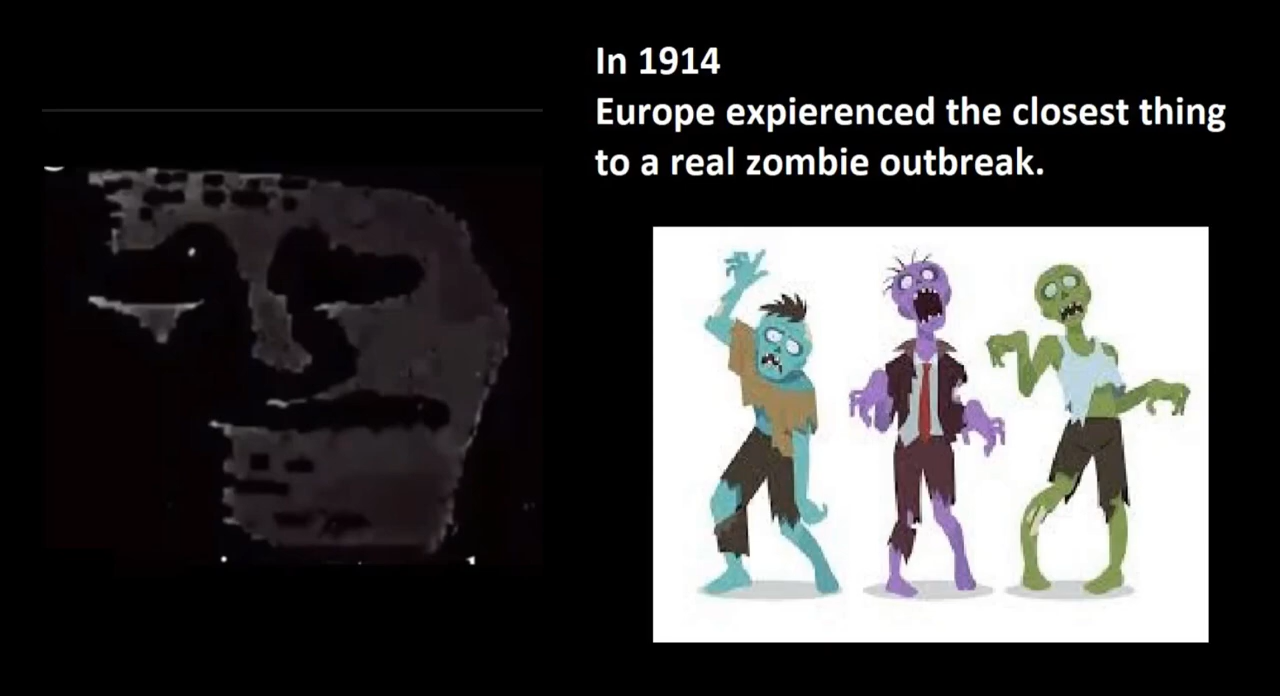 In 1914
Europe expierenced the closest thing
to a real zombie outbreak.